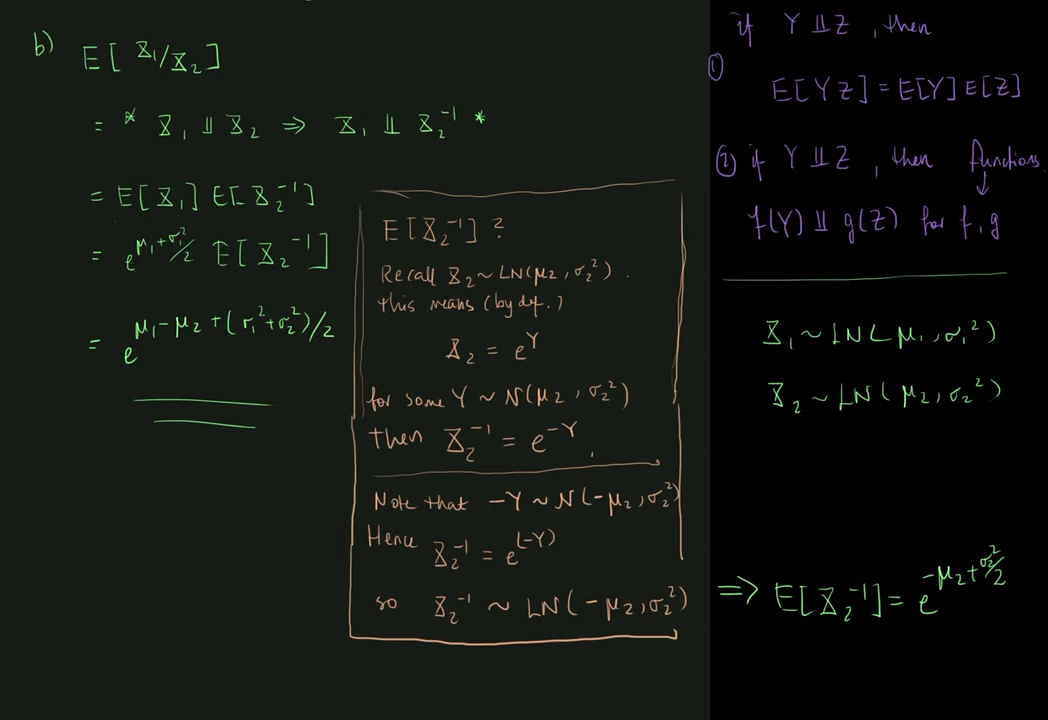 b) E[ X₁/X₂ ]
= * X₁ ⫫ X₂ ⇒ X₁ ⫫ X₂⁻¹ *
= E[X₁] E[X₂⁻¹]
= e^{μ₁+σ₁²/2} E[X₂⁻¹]
= e^{μ₁-μ₂+(σ₁²+σ₂²)/2}
E[X₂⁻¹] ?
Recall X₂ ~ LN(μ₂, σ₂²).
this means (by def.)
X₂ = e^Y
for some Y ~ N(μ₂, σ₂²)
then X₂⁻¹ = e^{-Y}.
Note that -Y ~ N(-μ₂, σ₂²)
Hence X₂⁻¹ = e^{(-Y)}
so X₂⁻¹ ~ LN(-μ₂, σ₂²)
if Y ⫫ Z, then
① E[YZ] = E[Y]E[Z]
② if Y ⫫ Z, then functions
↓
f(Y) ⫫ g(Z) for f, g
X₁ ~ LN(μ₁, σ₁²)
X₂ ~ LN(μ₂, σ₂²)
⇒ E[X₂⁻¹] = e^{-μ₂+σ₂²/2}